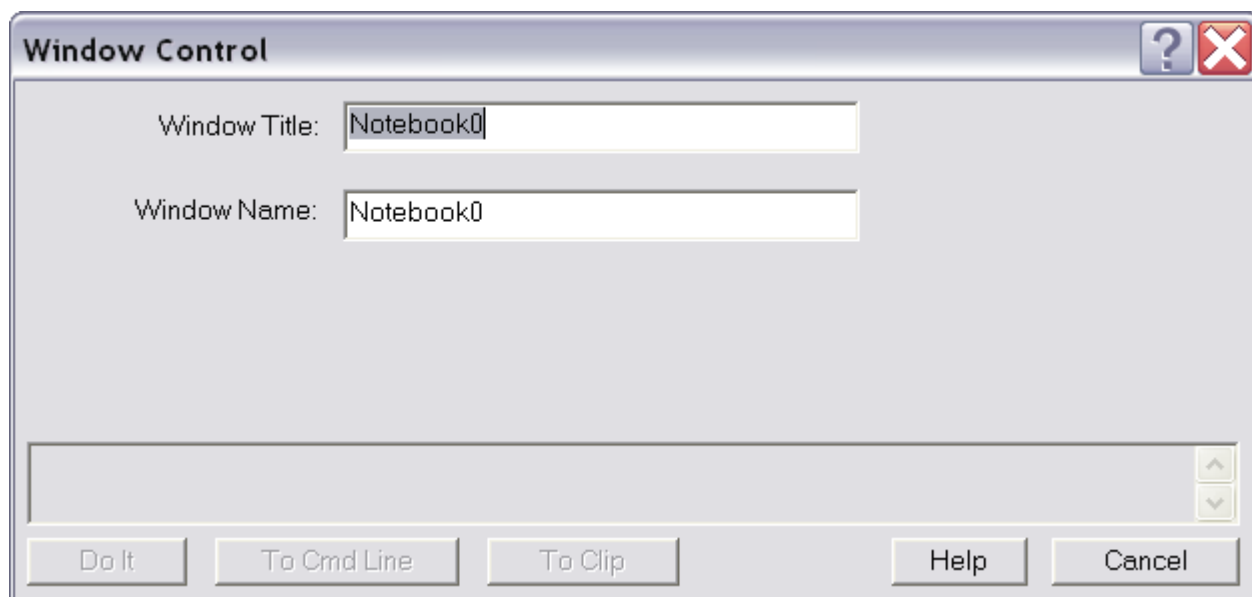 Window Control
Window Title: Notebook0
Window Name: Notebook0
Do It To Cmd Line To Clip Help Cancel